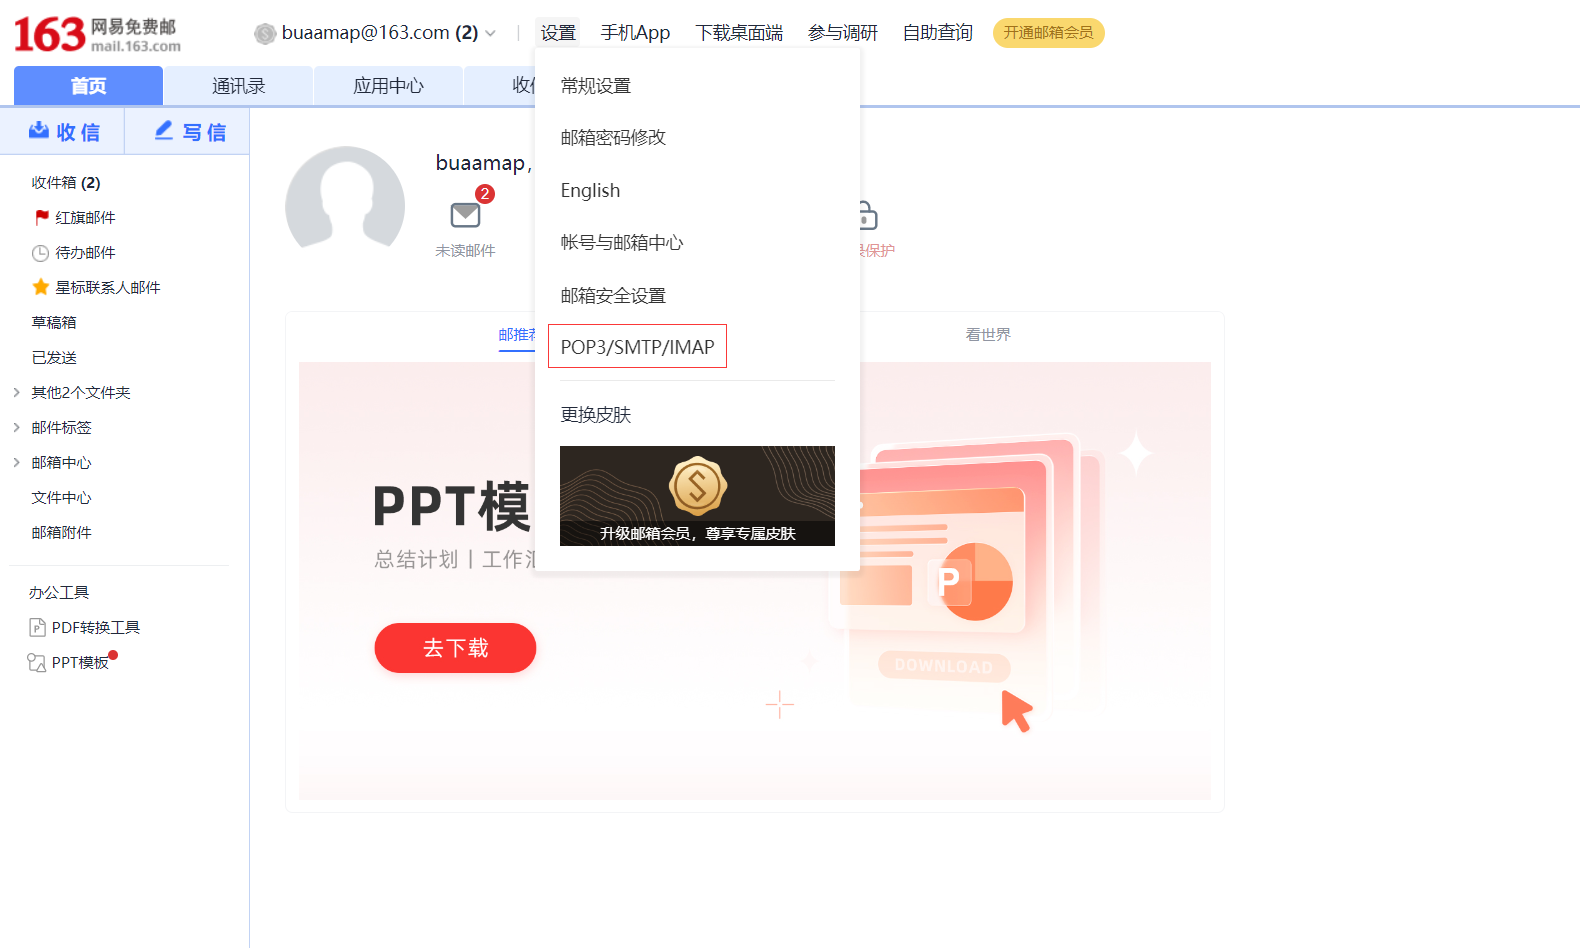 163 网易免费邮
mail.163.com
buaamap@163.com (2)
设置
手机App
下载桌面端
参与调研
自助查询
开通邮箱会员
首页
通讯录
应用中心
收
收信
写信
收件箱 (2)
红旗邮件
待办邮件
星标联系人邮件
草稿箱
已发送
其他2个文件夹
邮件标签
邮箱中心
文件中心
邮箱附件
办公工具
PDF转换工具
PPT模板
buaamap,
2
未读邮件
常规设置
邮箱密码修改
English
帐号与邮箱中心
邮箱安全设置
POP3/SMTP/IMAP
更换皮肤
升级邮箱会员，尊享专属皮肤
保护
邮推
看世界
PPT模
总结计划丨工作
去下载
P
DOWNLOAD